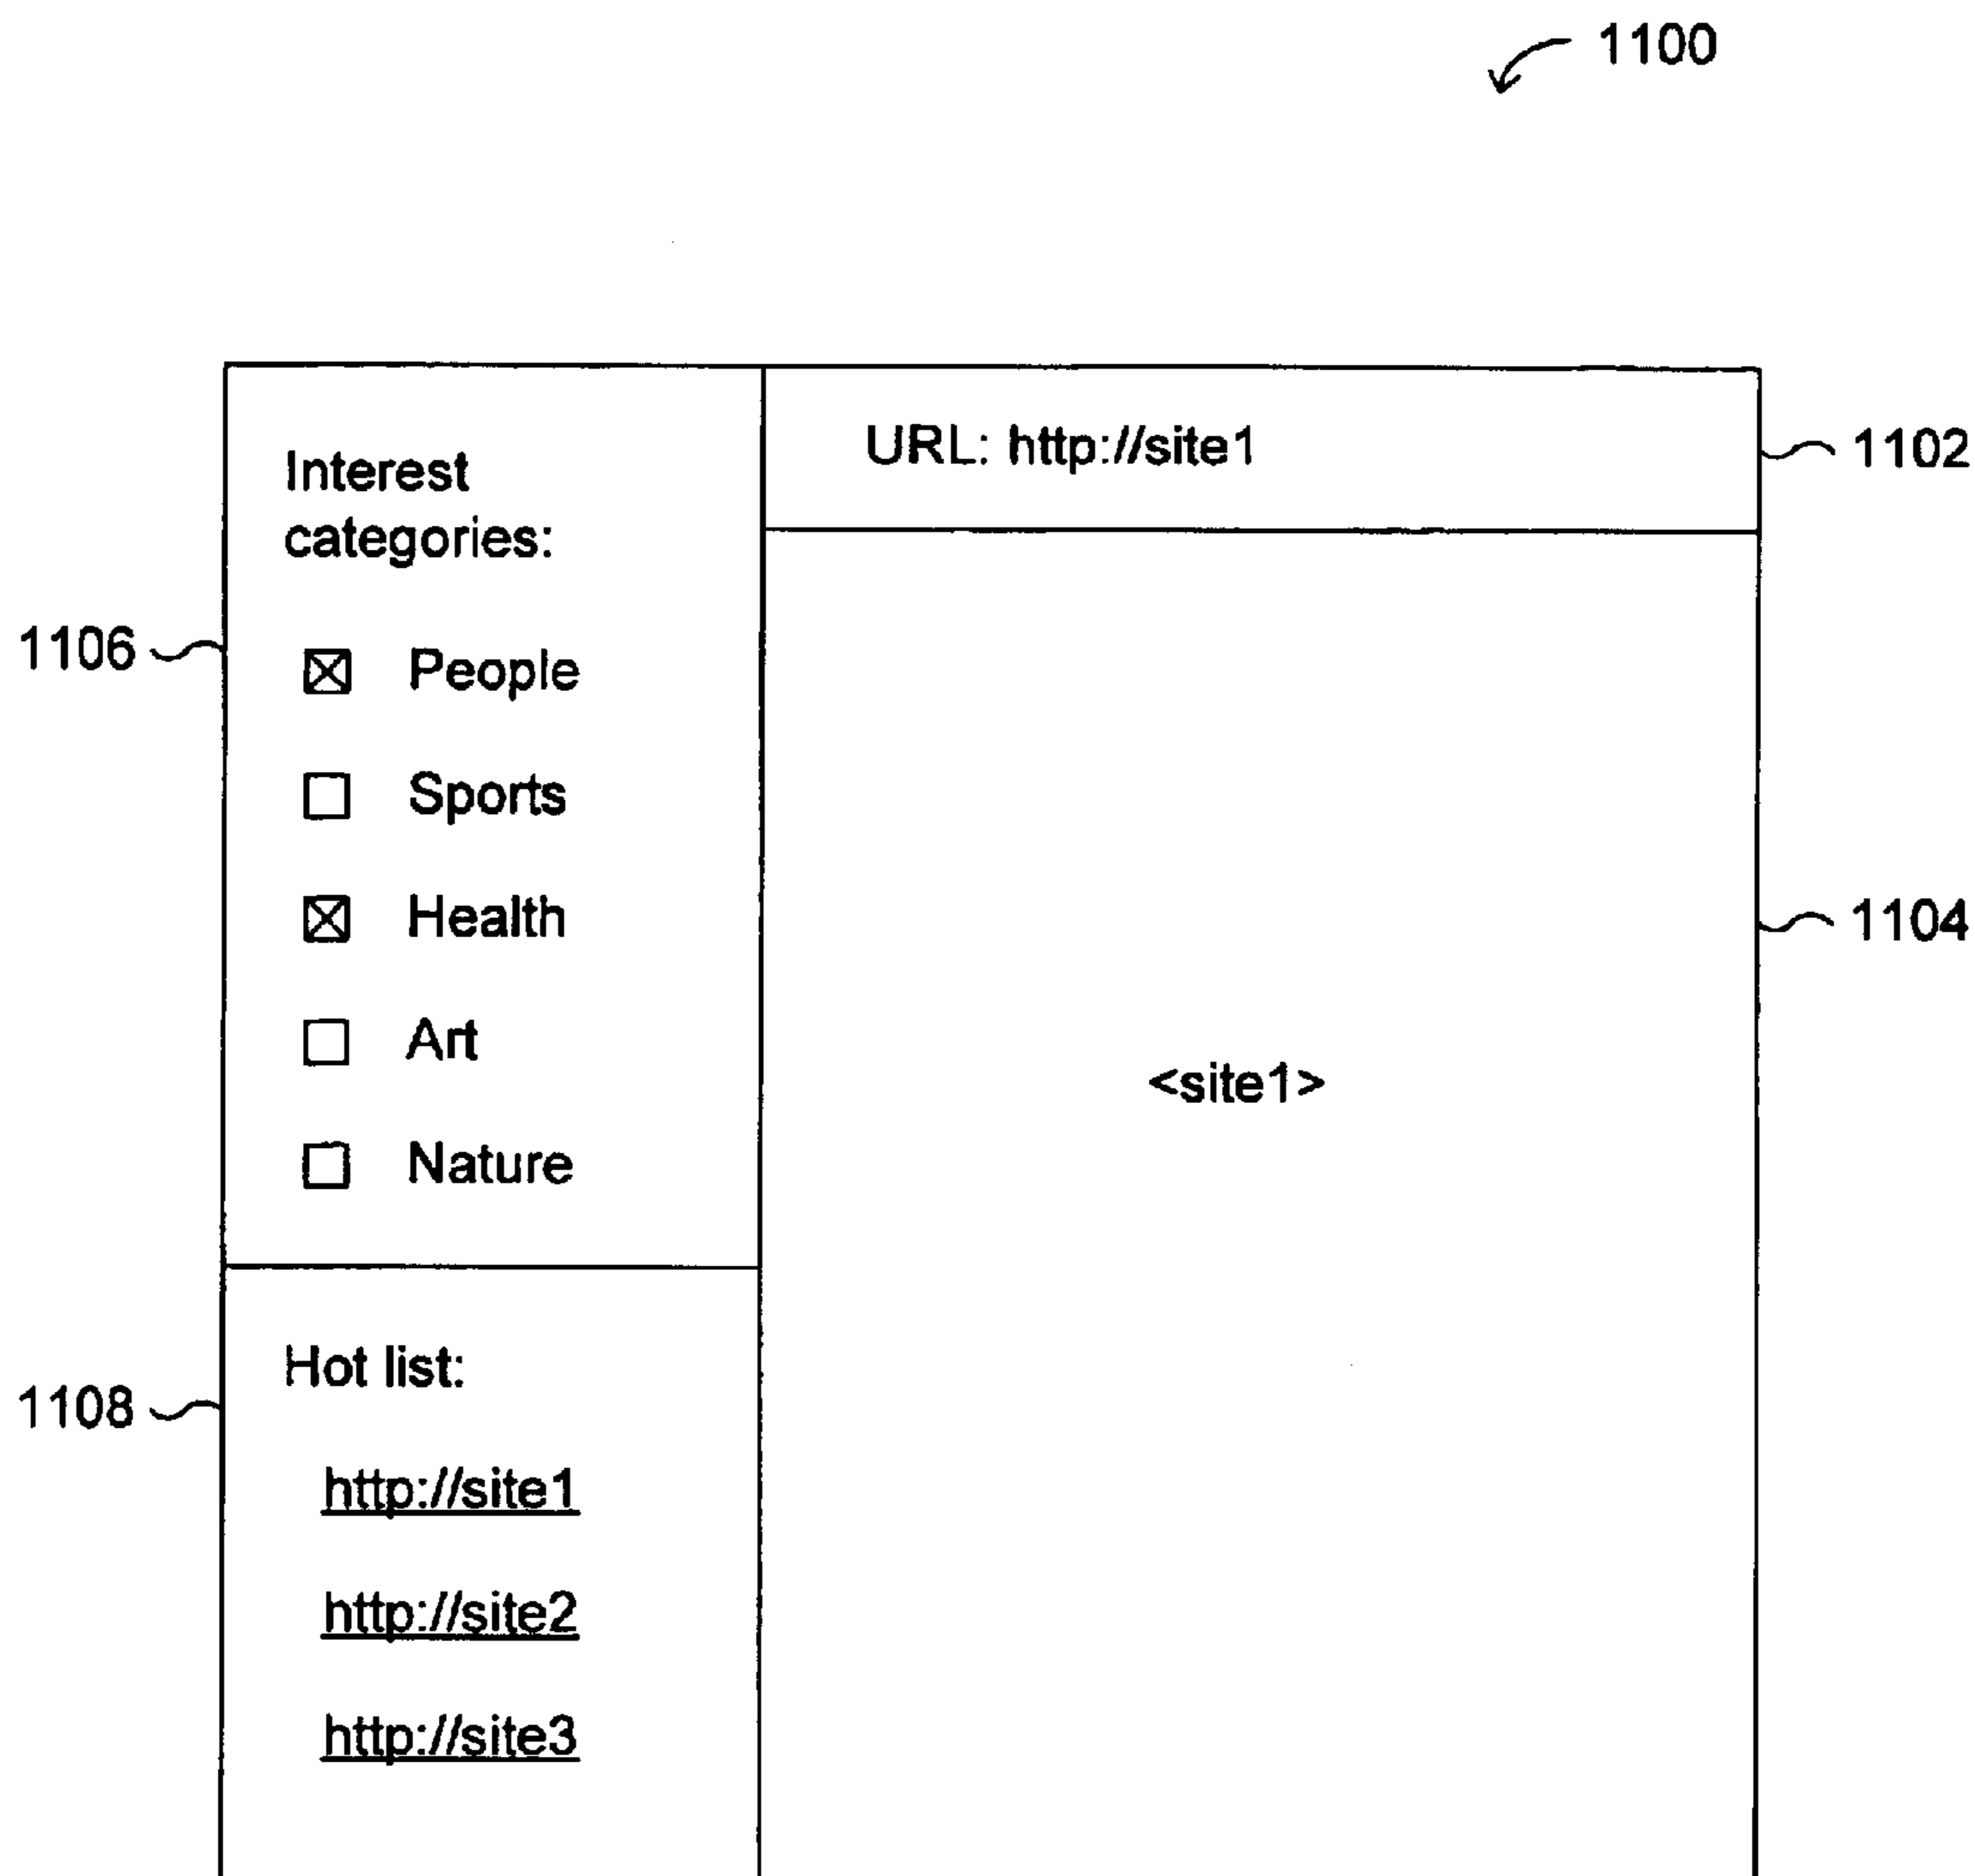 1100
URL: http://site1
1102
Interest
categories:
1106
People
Sports
Health
1104
Art
<site1>
Nature
Hot list:
1108
http://site1
http://site2
http://site3